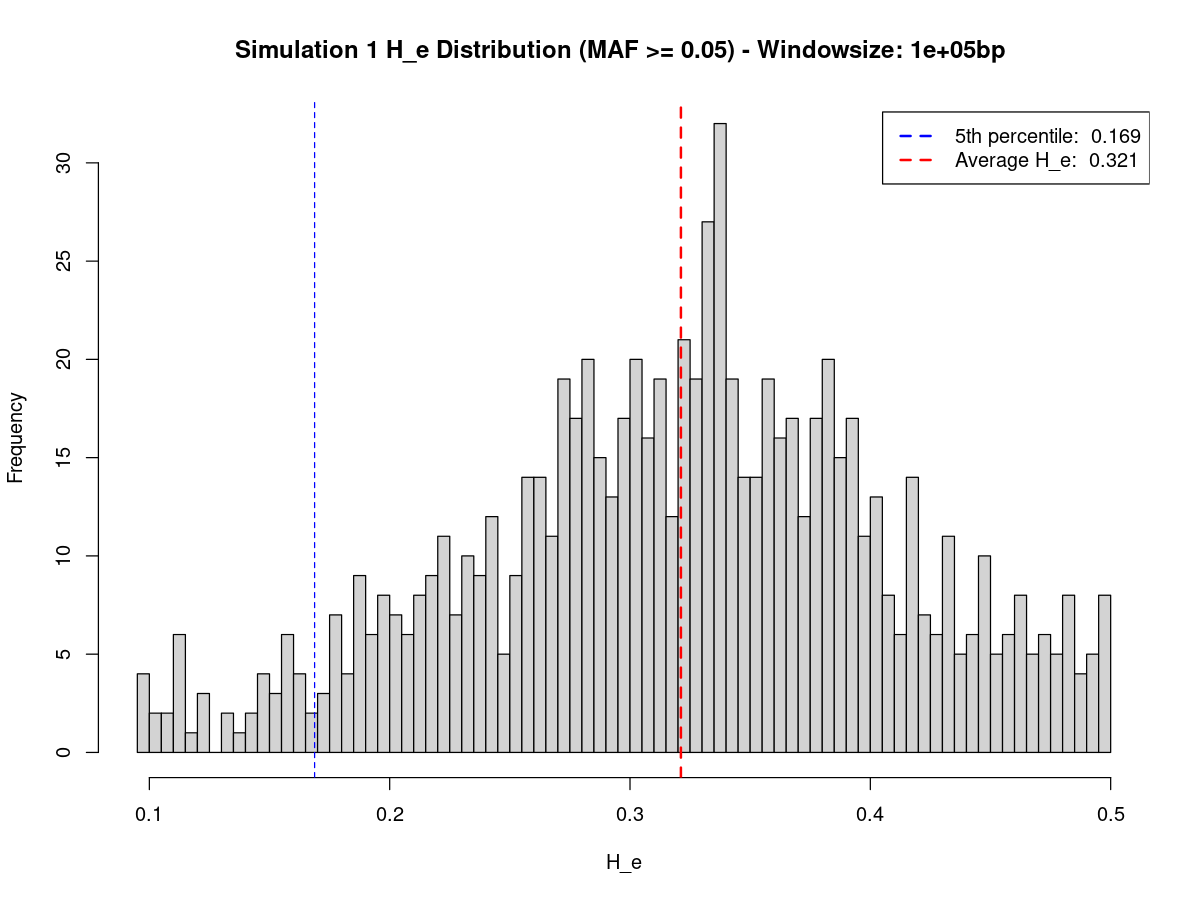 Simulation 1 H_e Distribution (MAF >= 0.05) - Windowsize: 1e+05bp
5th percentile:  0.169
Average H_e:  0.321
Frequency
30
25
20
15
10
5
0
0.1
0.2
0.3
0.4
0.5
H_e